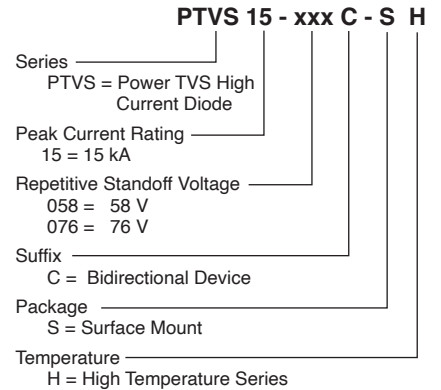 PTVS 15 - xxx C - S H
Series
PTVS = Power TVS High
Current Diode
Peak Current Rating
15 = 15 kA
Repetitive Standoff Voltage
058 = 58 V
076 = 76 V
Suffix
C = Bidirectional Device
Package
S = Surface Mount
Temperature
H = High Temperature Series